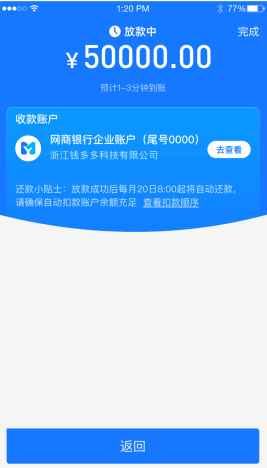 1:20 PM
77%
放款中
完成
¥50000.00
预计1-3分钟到账
收款账户
网商银行企业账户（尾号0000）
浙江钱多多科技有限公司
去查看
还款小贴士：放款成功后每月20日8:00起将自动还款,
请确保自动扣款账户余额充足 查看扣款顺序
返回